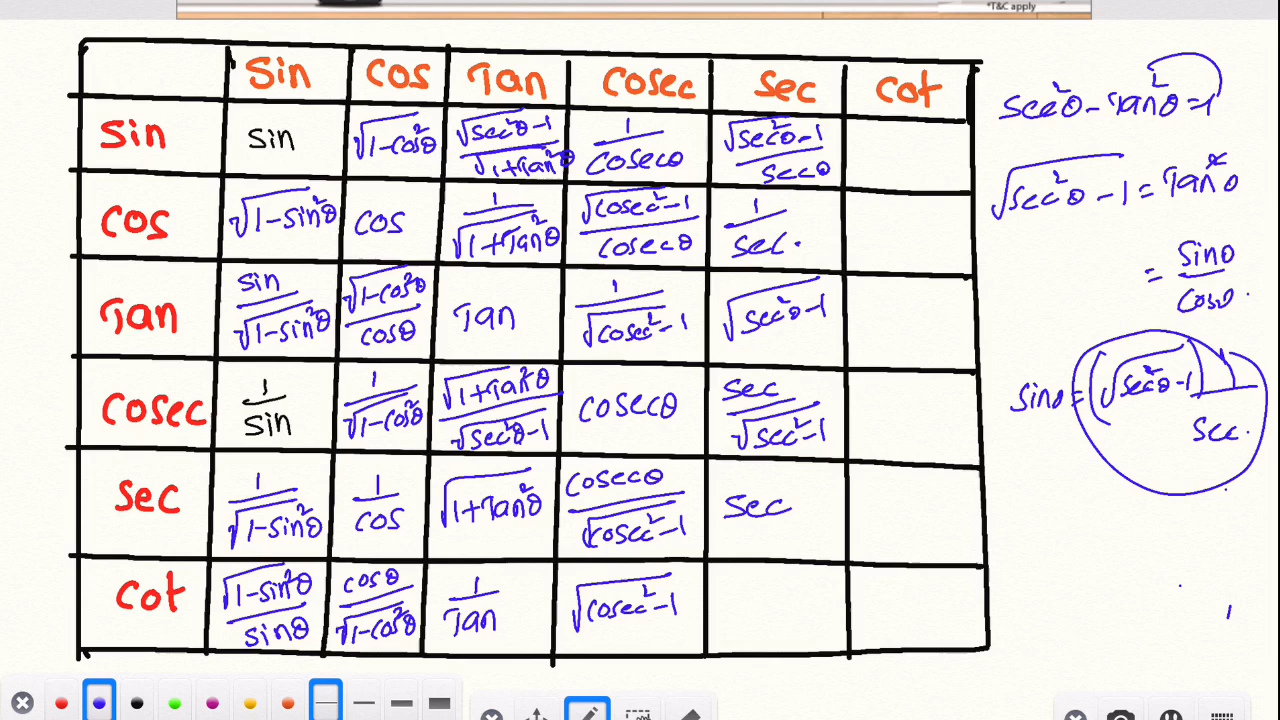 *T&C apply
Sin cos Tan cosec sec cot
sin sin √1-cos²θ √sec²θ-1/√1+Tan²θ 1/cosecθ √sec²θ-1/secθ
cos √1-sin²θ cos 1/√1+Tan²θ √cosec²-1/cosecθ 1/sec.
Tan sin/√1-sin²θ √1-cos²θ/cosθ Tan 1/√cosec²-1 √sec²θ-1
cosec 1/sin 1/√1-cos²θ √1+Tan²θ/√sec²θ-1 cosecθ sec/√sec²-1
sec 1/√1-sin²θ 1/cos √1+Tan²θ cosecθ/√cosec²-1 sec
cot √1-sin²θ/sinθ cosθ/√1-cos²θ 1/Tan √cosec²-1
sec²θ-Tan²θ=1
√sec²θ-1=Tanθ
= sinθ/cosθ.
sinθ=(√sec²θ-1)1/sec.